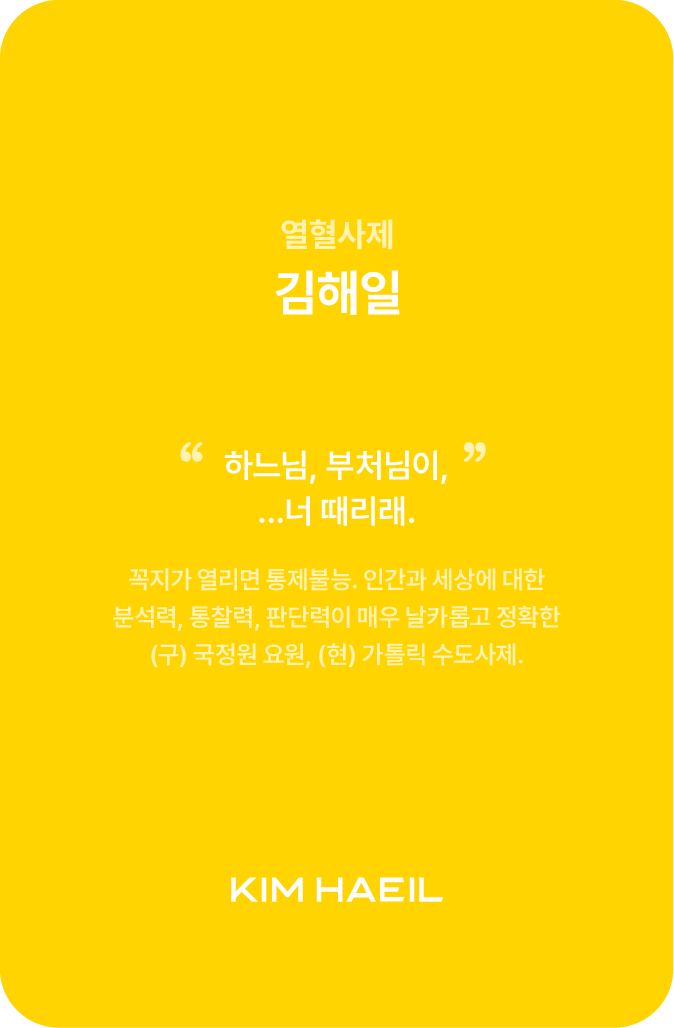 열혈사제
김해일
“ 하느님, 부처님이, ”
...너 때리래.
꼭지가 열리면 통제불능. 인간과 세상에 대한
분석력, 통찰력, 판단력이 매우 날카롭고 정확한
(구) 국정원 요원, (현) 가톨릭 수도사제.
KIM HAEIL